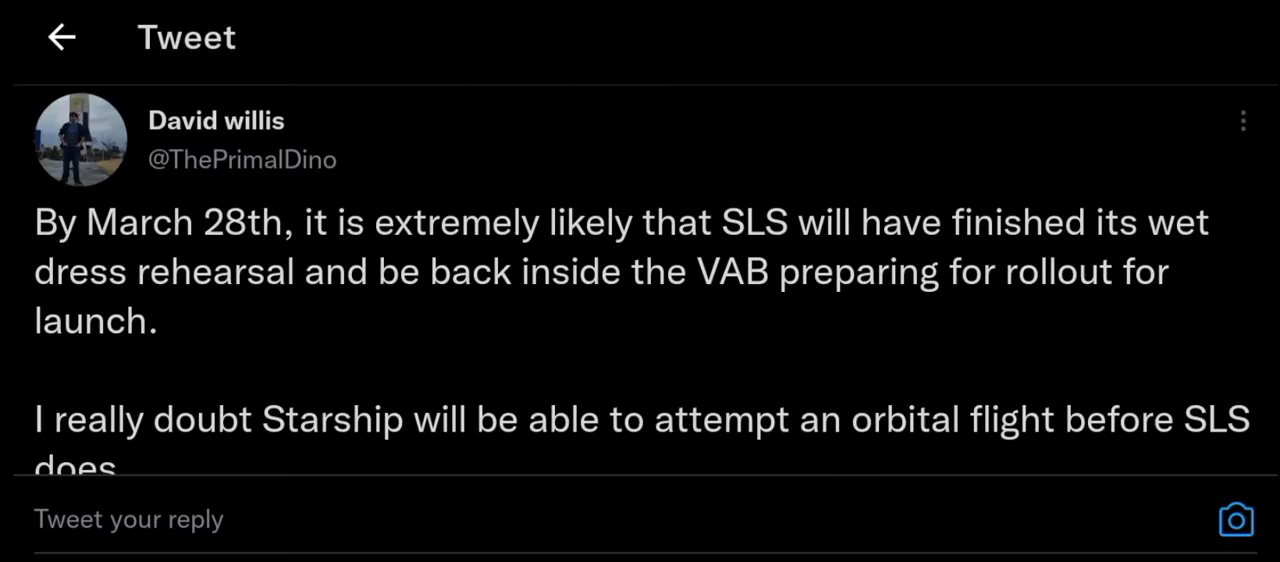 Tweet
David willis
@ThePrimalDino
By March 28th, it is extremely likely that SLS will have finished its wet
dress rehearsal and be back inside the VAB preparing for rollout for
launch.
I really doubt Starship will be able to attempt an orbital flight before SLS
does
Tweet your reply